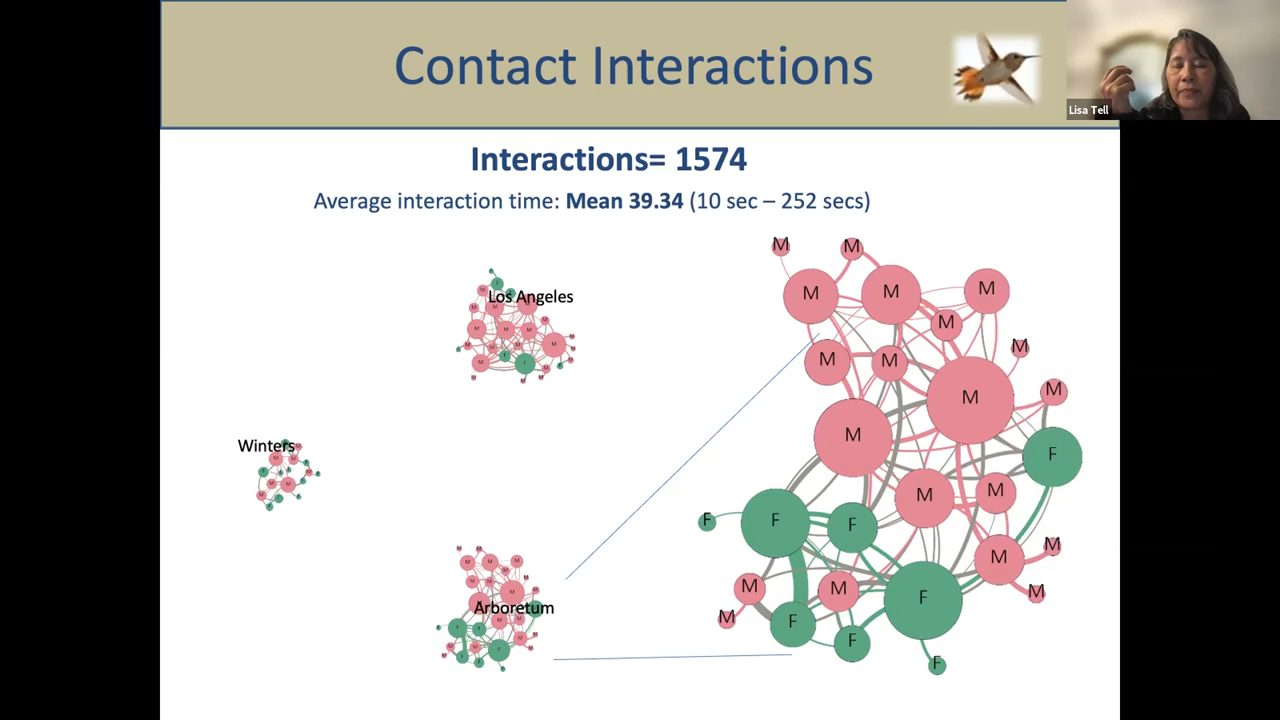 Contact Interactions
Lisa Tell
Interactions= 1574
Average interaction time: Mean 39.34 (10 sec – 252 secs)
M M
M M M
Los Angeles
M
M
M M
M
M
M
Winters
F
M M
F F F
M
M
M M
F
Arboretum
M
M F
F
F